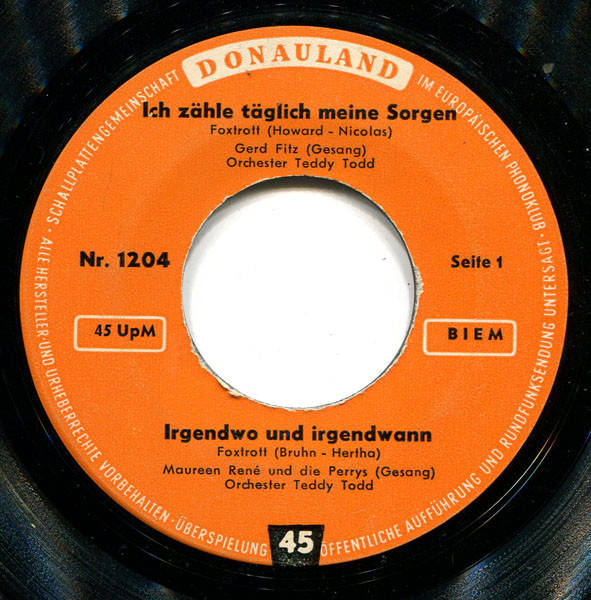 DONAULAND
SCHALLPLATTENGEMEINSCHAFT
IM EUROPÄISCHEN PHONOKLUB ·
Ich zähle täglich meine Sorgen
Foxtrott (Howard - Nicolas)
Gerd Fitz (Gesang)
Orchester Teddy Todd
Nr. 1204
Seite 1
45 UpM
BIEM
Irgendwo und irgendwann
Foxtrott (Bruhn - Hertha)
Maureen René und die Perrys (Gesang)
Orchester Teddy Todd
· ALLE HERSTELLER- UND URHEBERRECHTE VORBEHALTEN · ÜBERSPIELUNG
45
ÖFFENTLICHE AUFFÜHRUNG UND RUNDFUNKSENDUNG UNTERSAGT ·